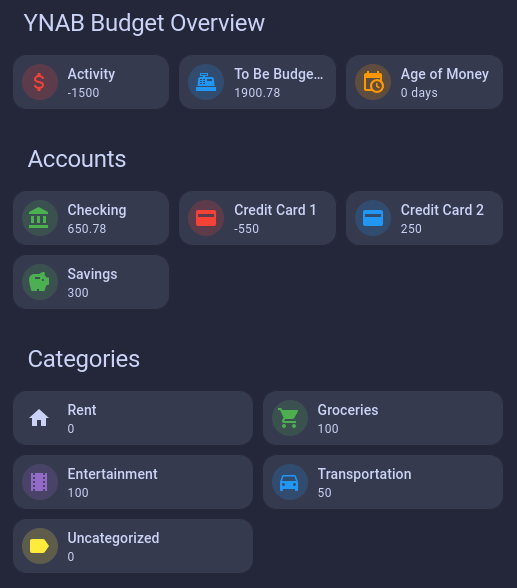 YNAB Budget Overview
Activity
-1500
To Be Budge...
1900.78
Age of Money
0 days
Accounts
Checking
650.78
Credit Card 1
-550
Credit Card 2
250
Savings
300
Categories
Rent
0
Groceries
100
Entertainment
100
Transportation
50
Uncategorized
0